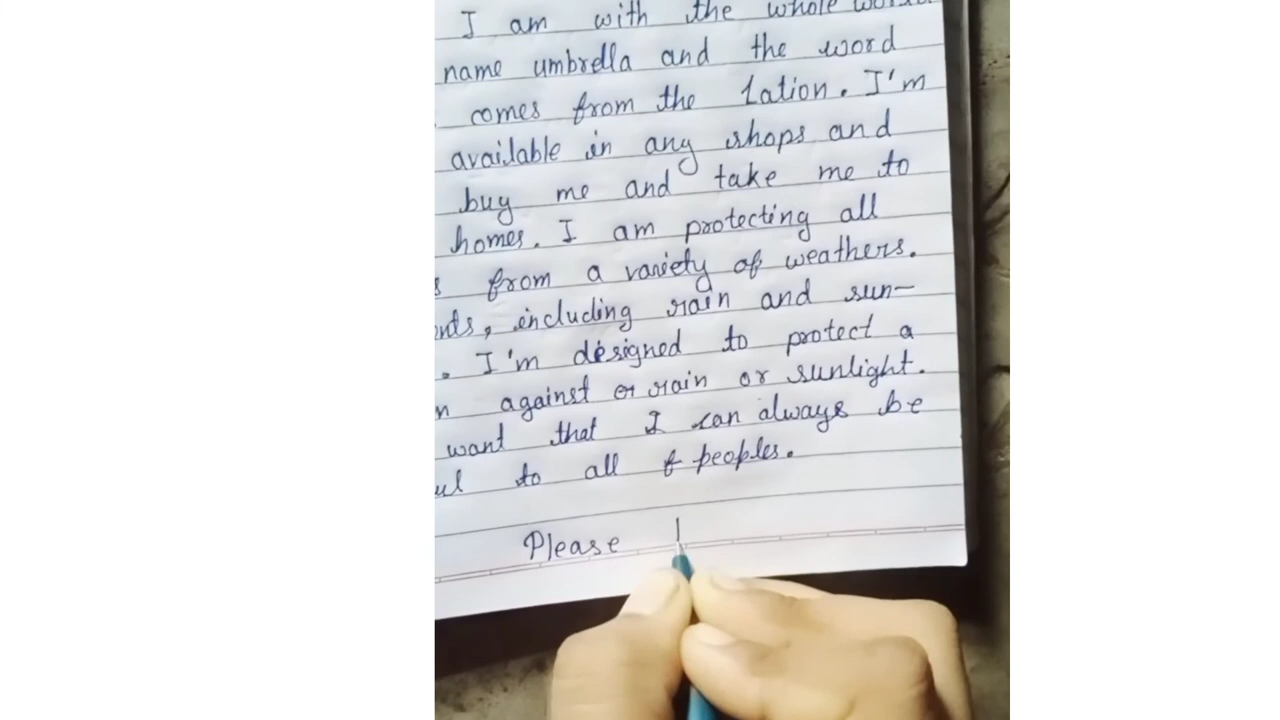 I am with the whole world
name umbrella and the word
comes from the Lation. I'm
available in any shops and
buy me and take me to
homes. I am protecting all
from a variety of weathers.
, including rain and sun-
. I'm designed to protect a
against or rain or sunlight.
want that I can always be
to all of peoples.
Please